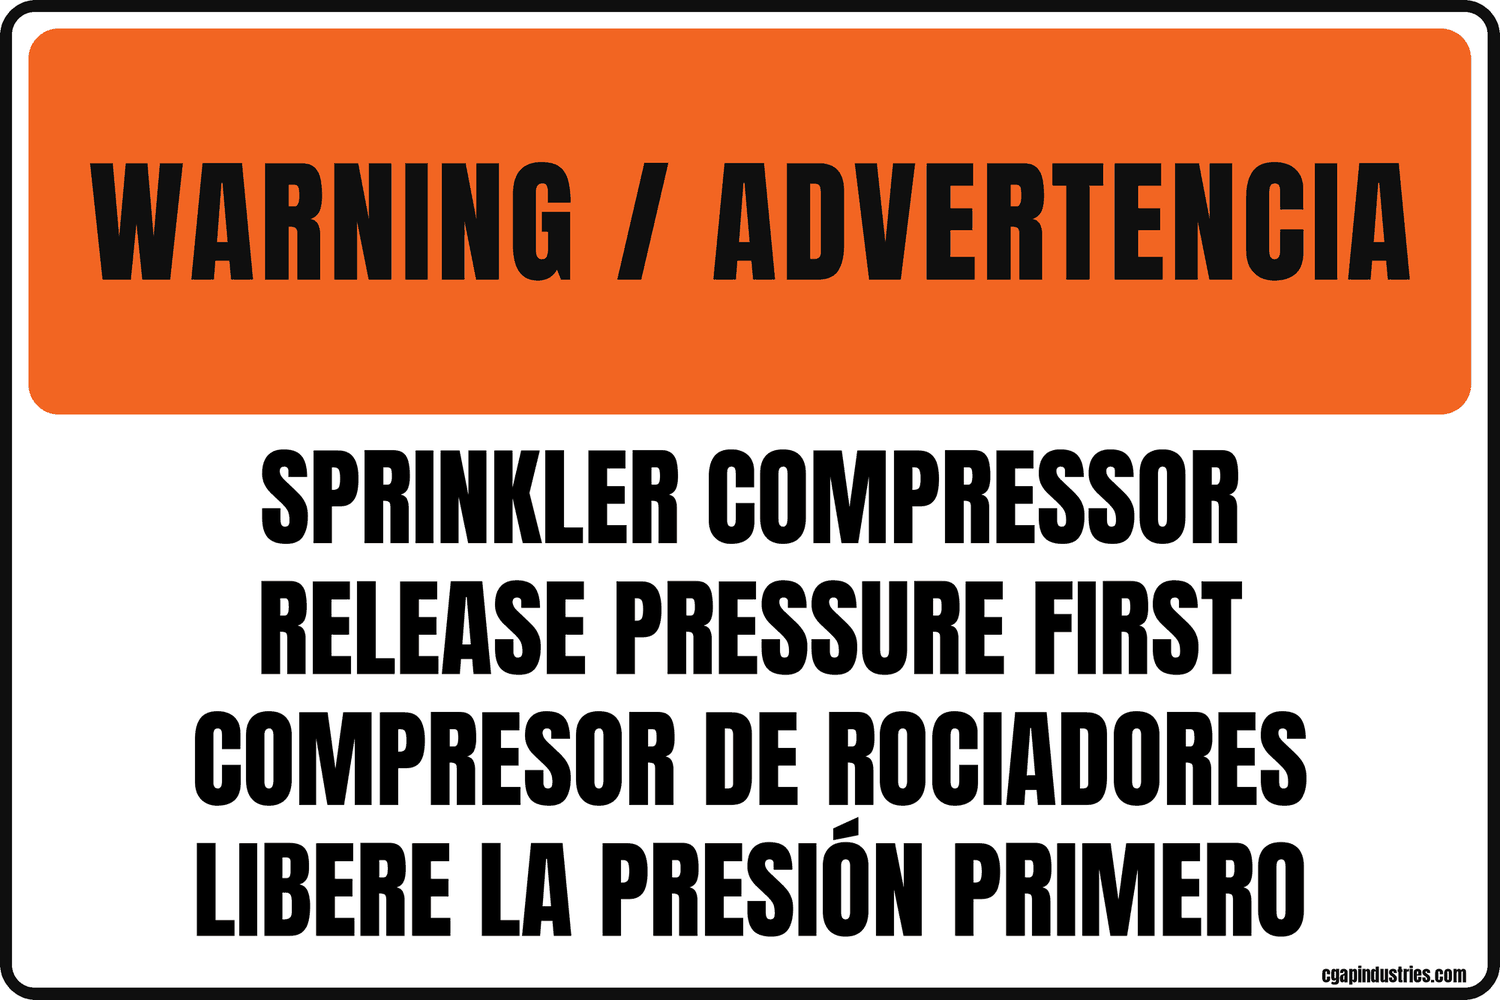 WARNING / ADVERTENCIA
SPRINKLER COMPRESSOR
RELEASE PRESSURE FIRST
COMPRESOR DE ROCIADORES
LIBERE LA PRESIÓN PRIMERO
cgapindustries.com